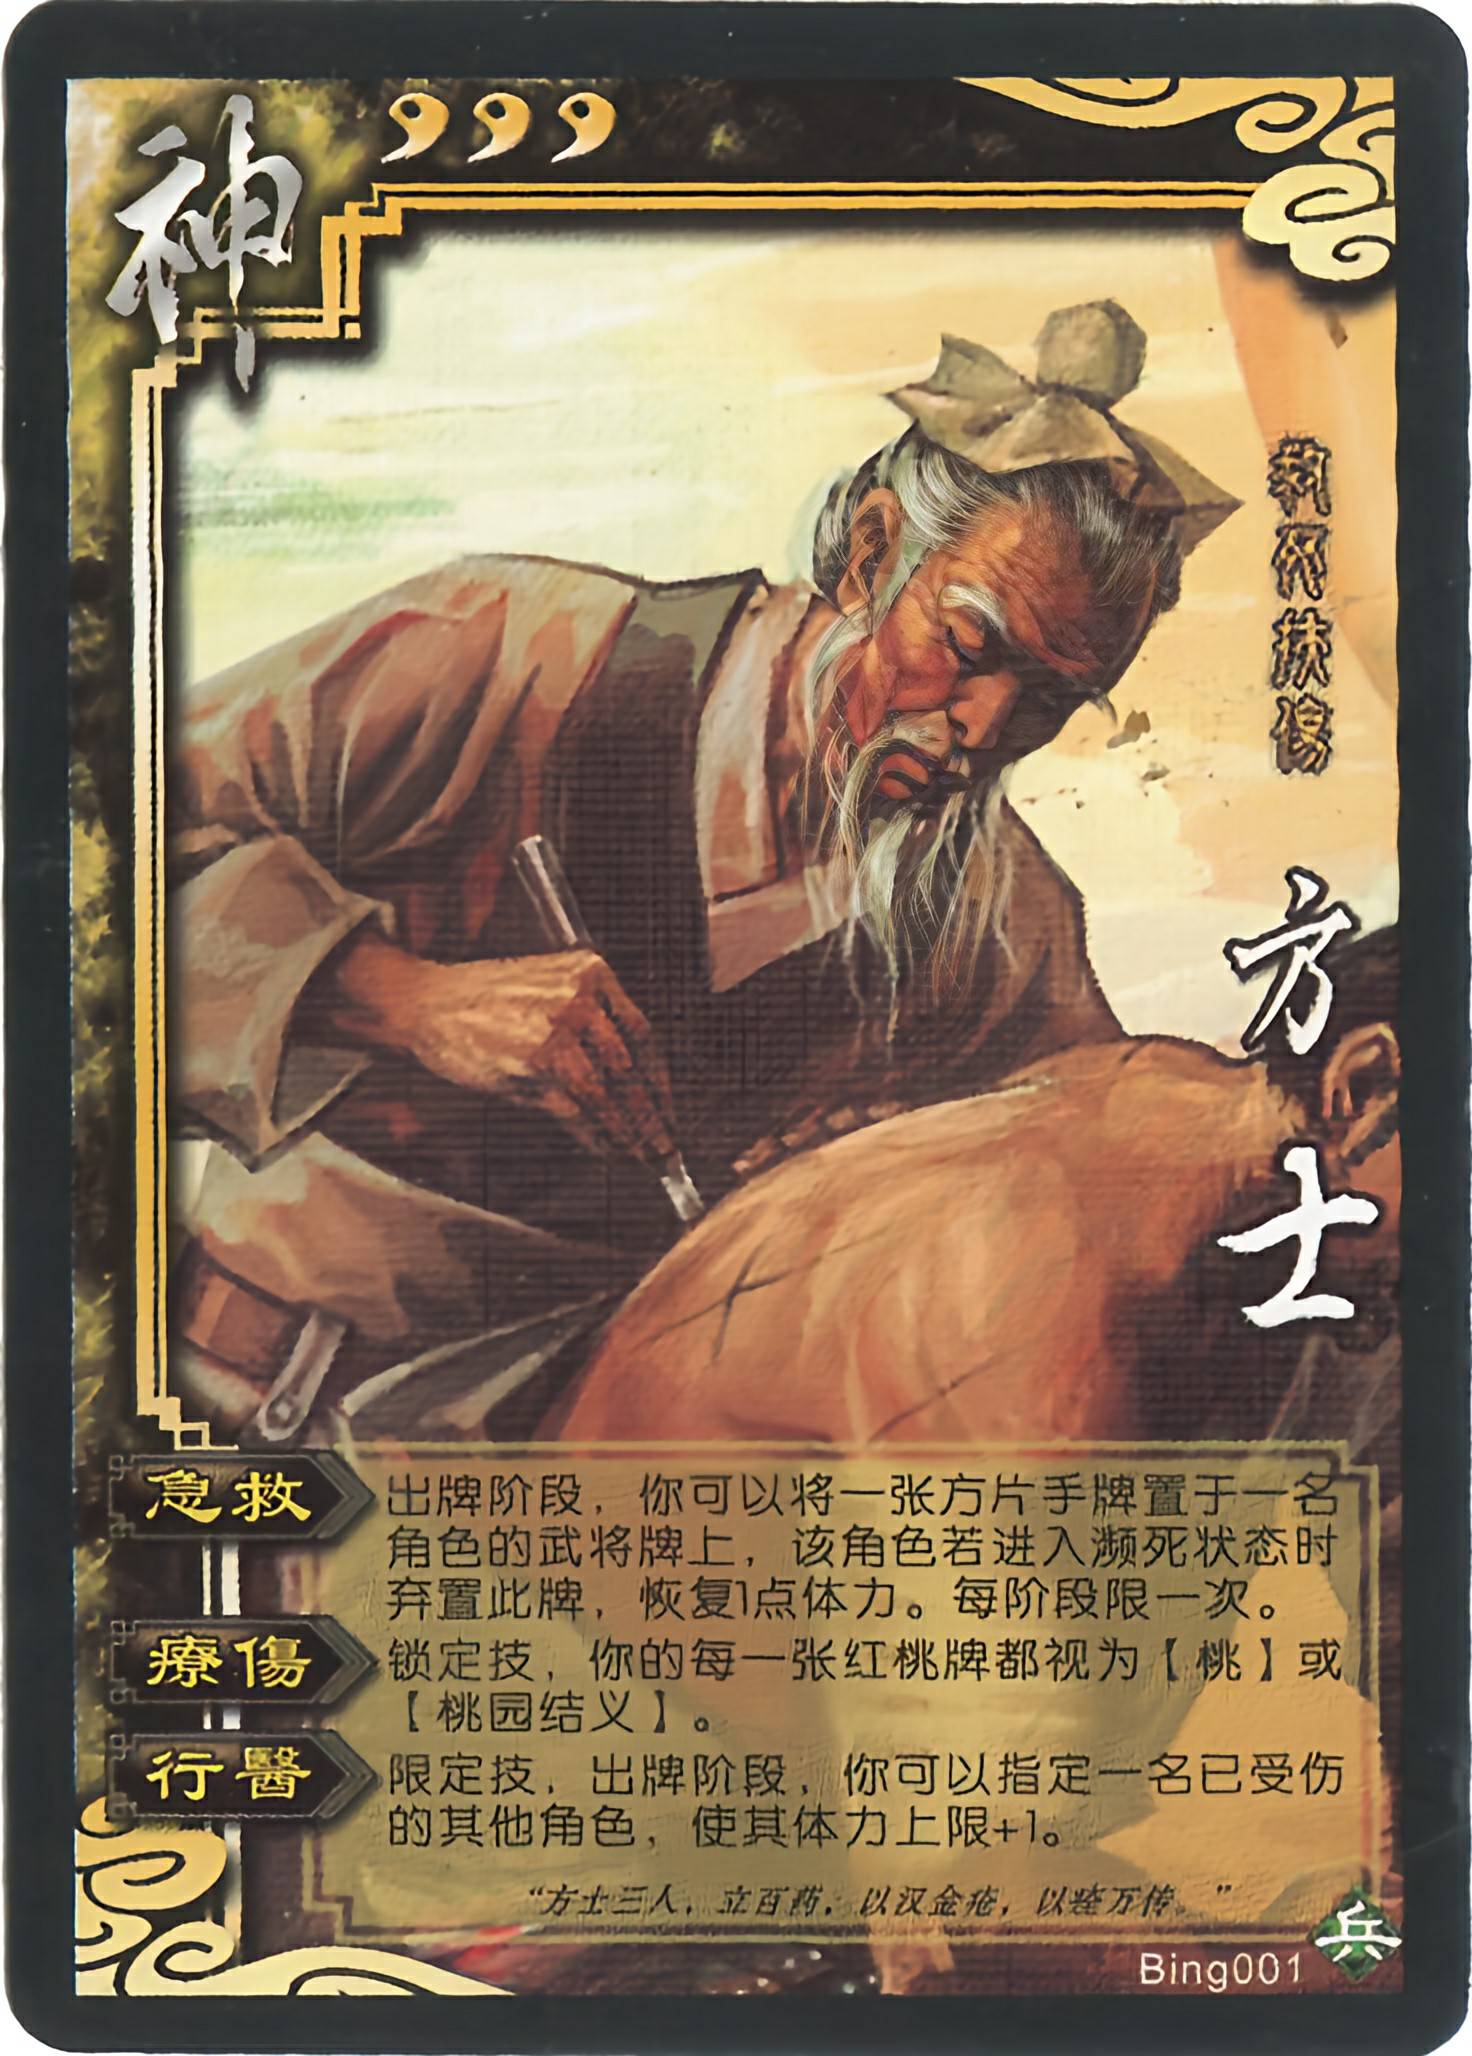 神
方士
急救
出牌阶段，你可以将一张方片手牌置于一名
角色的武将牌上，该角色若进入濒死状态时
弃置此牌，恢复1点体力。每阶段限一次。
療傷
锁定技，你的每一张红桃牌都视为【桃】或
【桃园结义】。
行醫
限定技，出牌阶段，你可以指定一名已受伤
的其他角色，使其体力上限+1。
“方士三人，立百药，以汉金疮，以痊万传。”
兵
Bing001